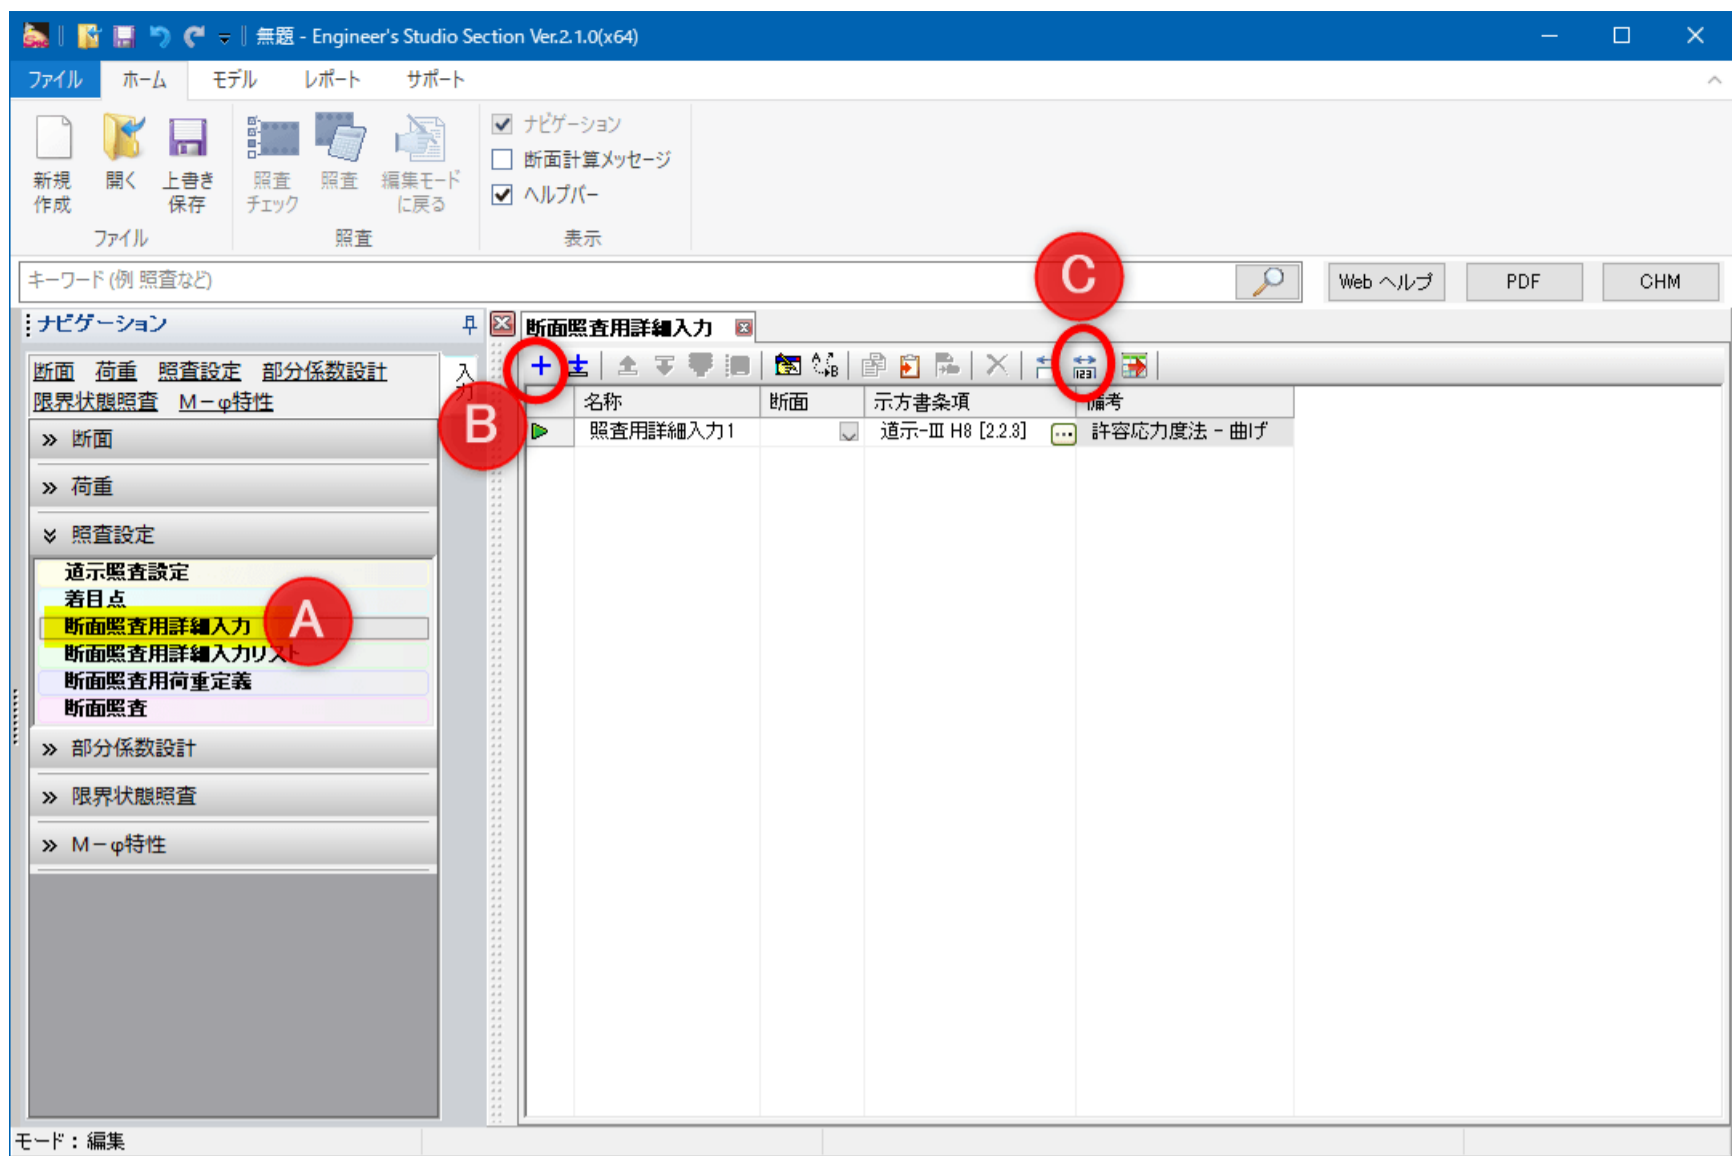 無題 - Engineer's Studio Section Ver.2.1.0(x64)
ファイル ホーム モデル レポート サポート
新規作成 開く 上書き保存 照査チェック 照査 編集モードに戻る
ナビゲーション
断面計算メッセージ
ヘルプバー
ファイル 照査 表示
キーワード (例 照査など) Web ヘルプ PDF CHM
C
ナビゲーション
断面 荷重 照査設定 部分係数設計
限界状態照査 M－φ特性
入力
断面
荷重
照査設定
道示照査設定
着目点
断面照査用詳細入力
断面照査用詳細入力リスト
断面照査用荷重定義
断面照査
部分係数設計
限界状態照査
M－φ特性
A
B
断面照査用詳細入力
123
名称 断面 示方書条項 備考
照査用詳細入力1 道示-Ⅲ H8 [2.2.3] 許容応力度法 - 曲げ
モード：編集